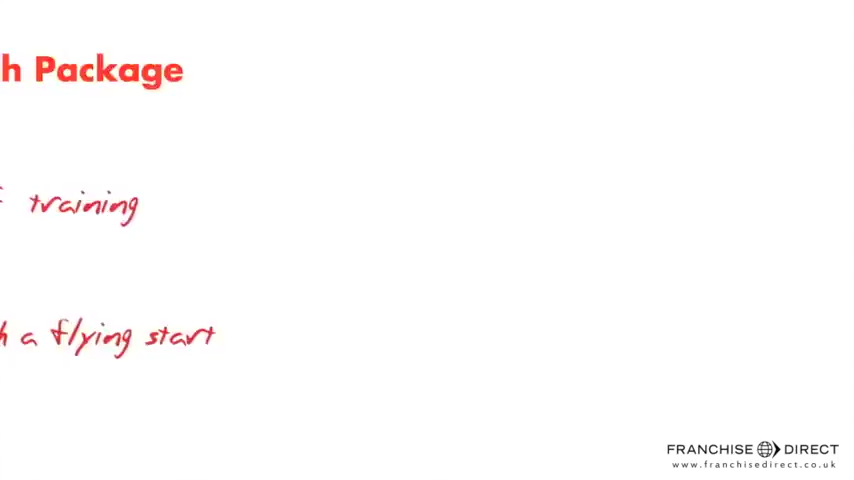 h Package
training
h a flying start
FRANCHISE DIRECT
www.franchisedirect.co.uk